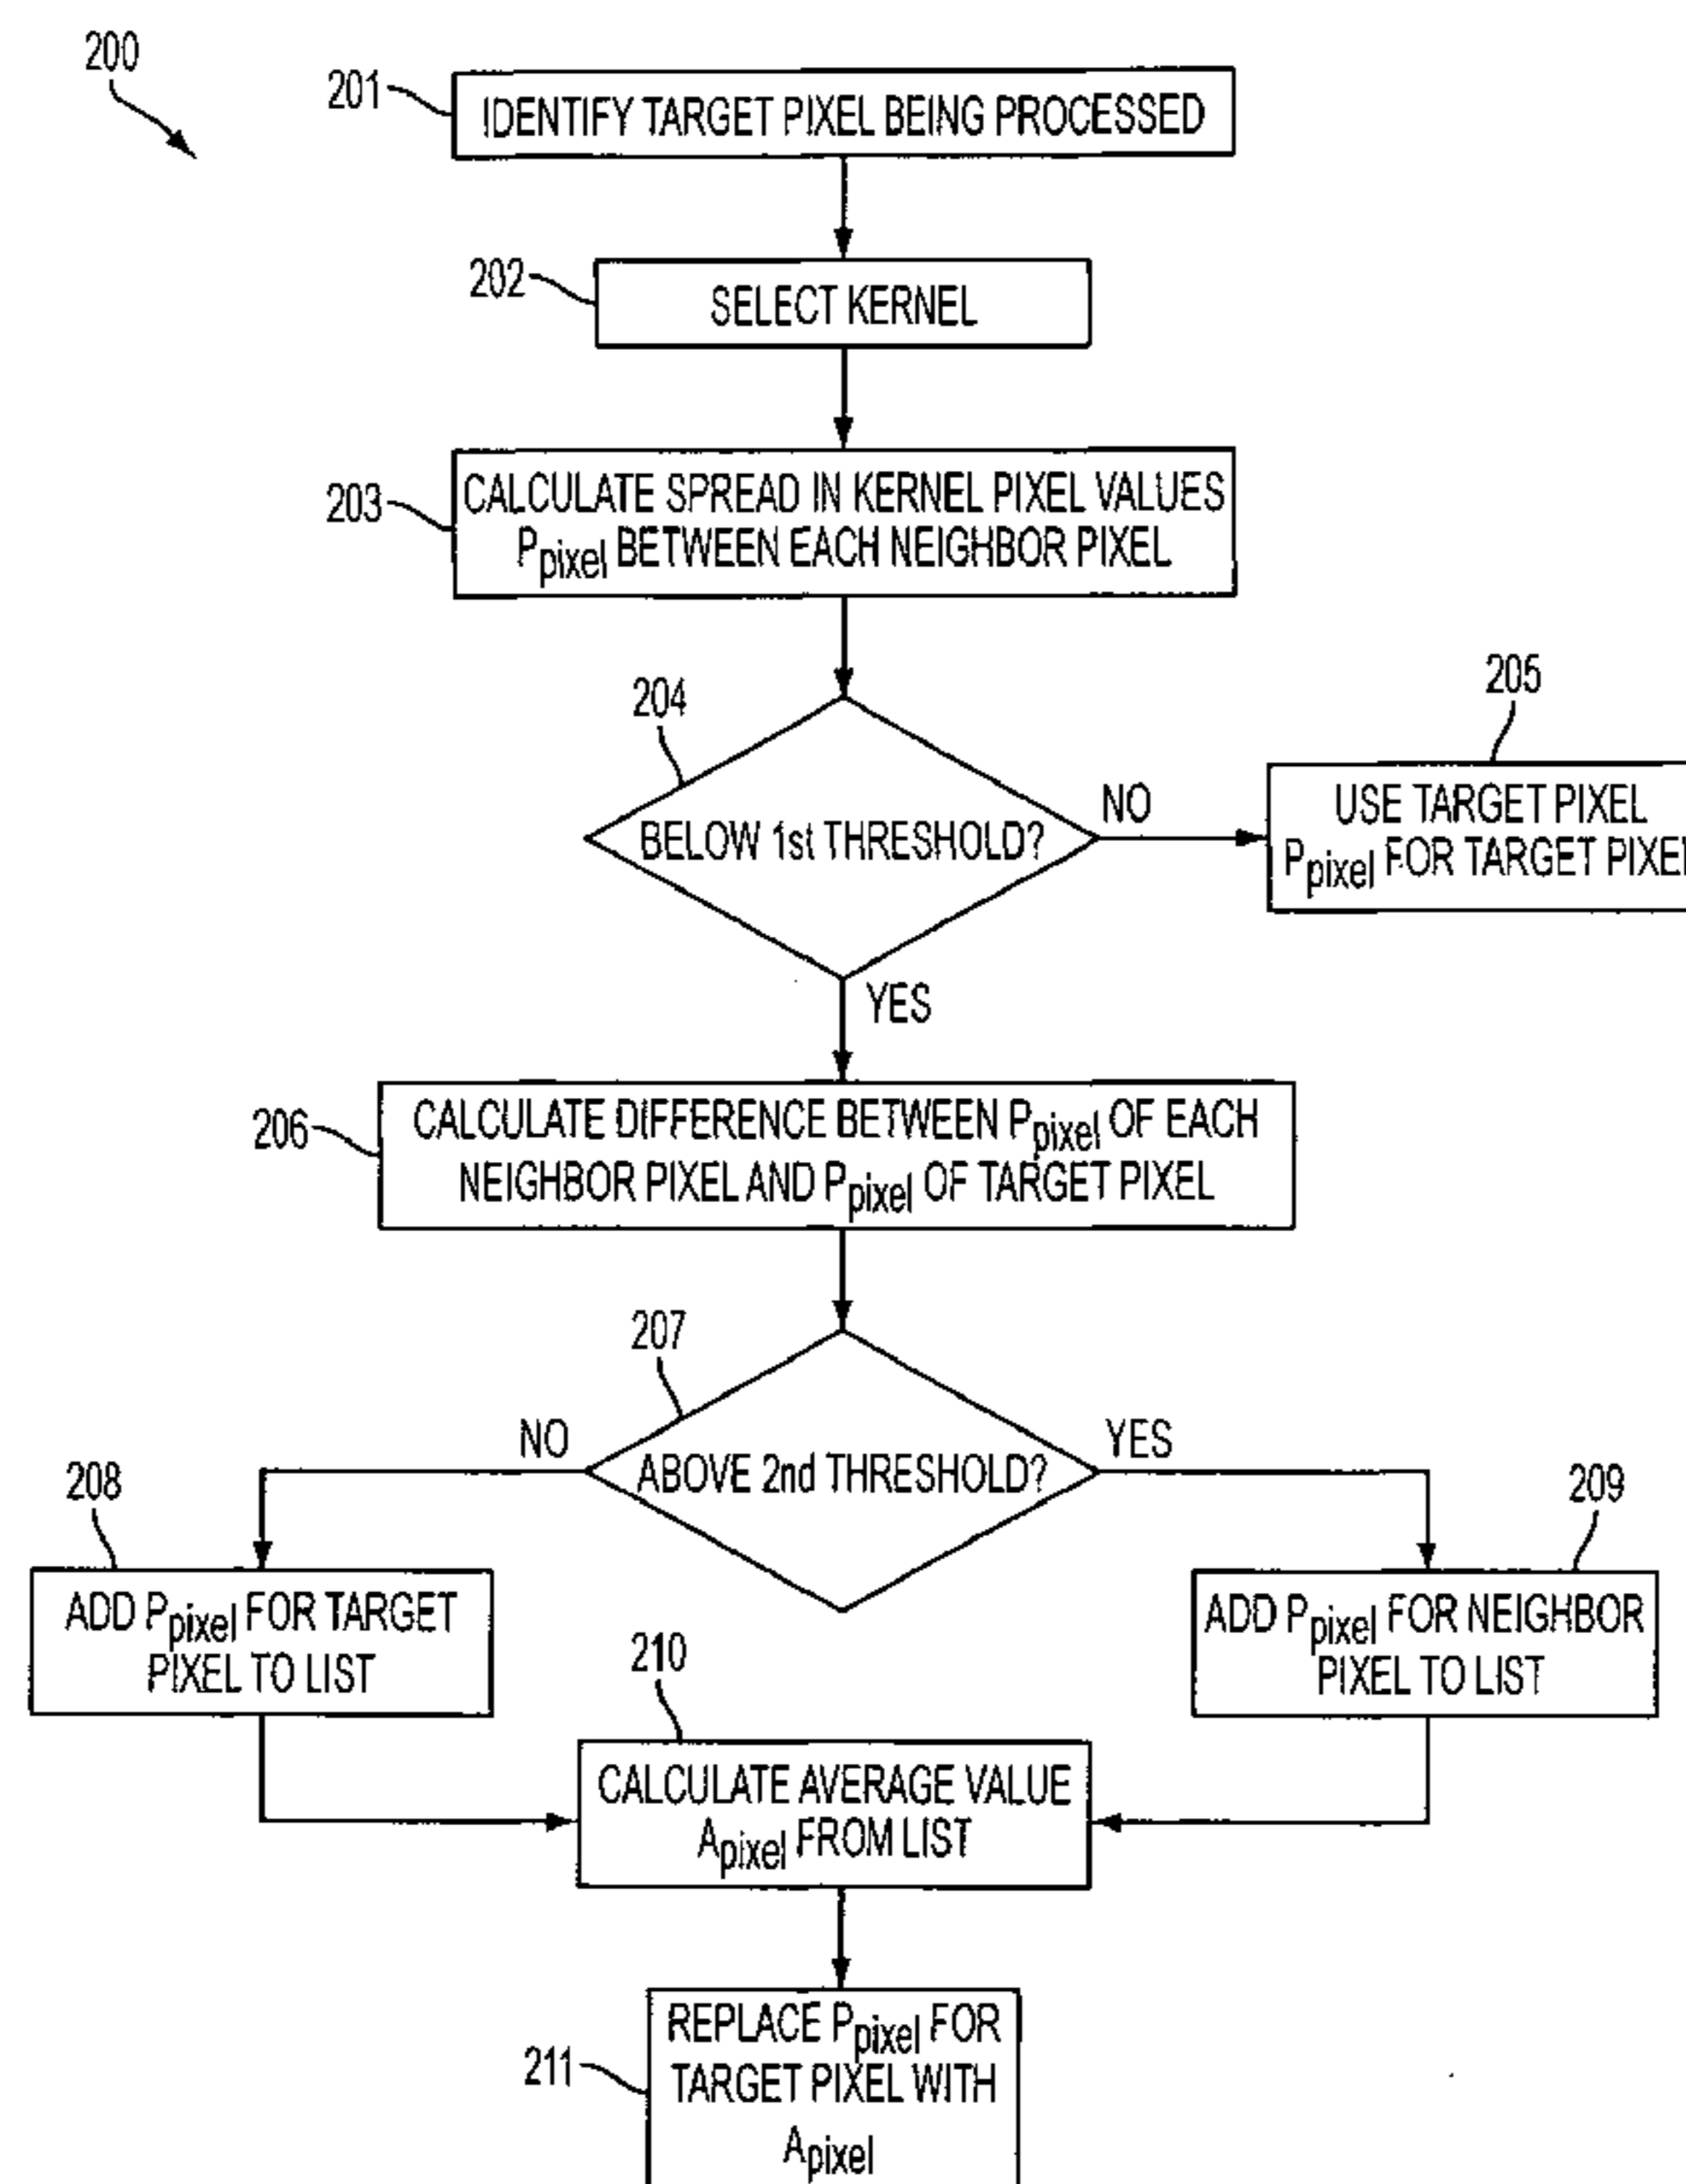 200
201
IDENTIFY TARGET PIXEL BEING PROCESSED
202
SELECT KERNEL
203
CALCULATE SPREAD IN KERNEL PIXEL VALUES
Ppixel BETWEEN EACH NEIGHBOR PIXEL
204
BELOW 1st THRESHOLD?
NO
205
USE TARGET PIXEL
Ppixel FOR TARGET PIXEL
YES
206
CALCULATE DIFFERENCE BETWEEN Ppixel OF EACH
NEIGHBOR PIXEL AND Ppixel OF TARGET PIXEL
207
ABOVE 2nd THRESHOLD?
NO
YES
208
ADD Ppixel FOR TARGET
PIXEL TO LIST
209
ADD Ppixel FOR NEIGHBOR
PIXEL TO LIST
210
CALCULATE AVERAGE VALUE
Apixel FROM LIST
211
REPLACE Ppixel FOR
TARGET PIXEL WITH
Apixel